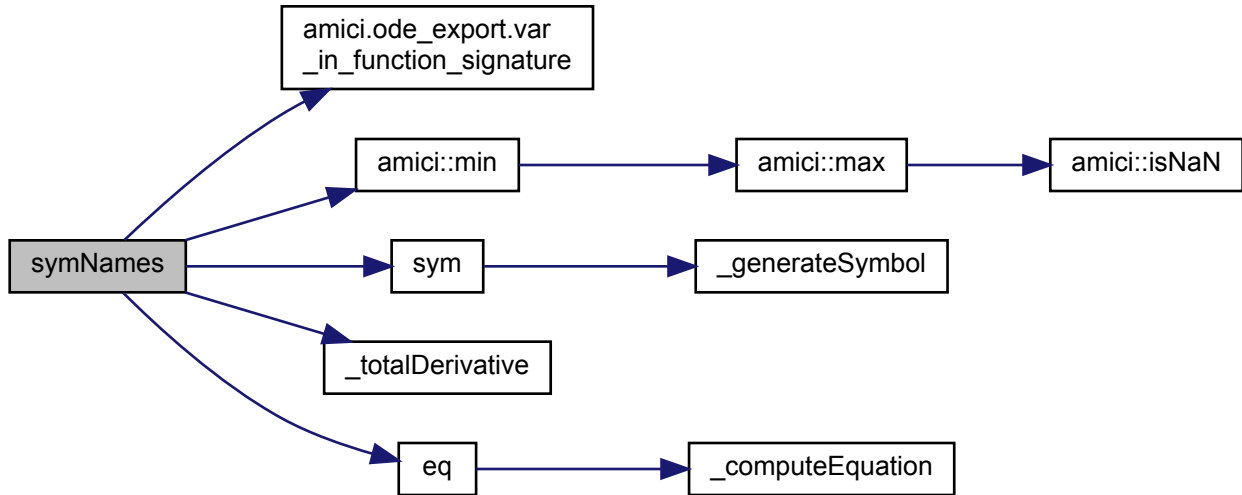 amici.ode_export.var
_in_function_signature
amici::min
amici::max
amici::isNaN
symNames
sym
_generateSymbol
_totalDerivative
eq
_computeEquation